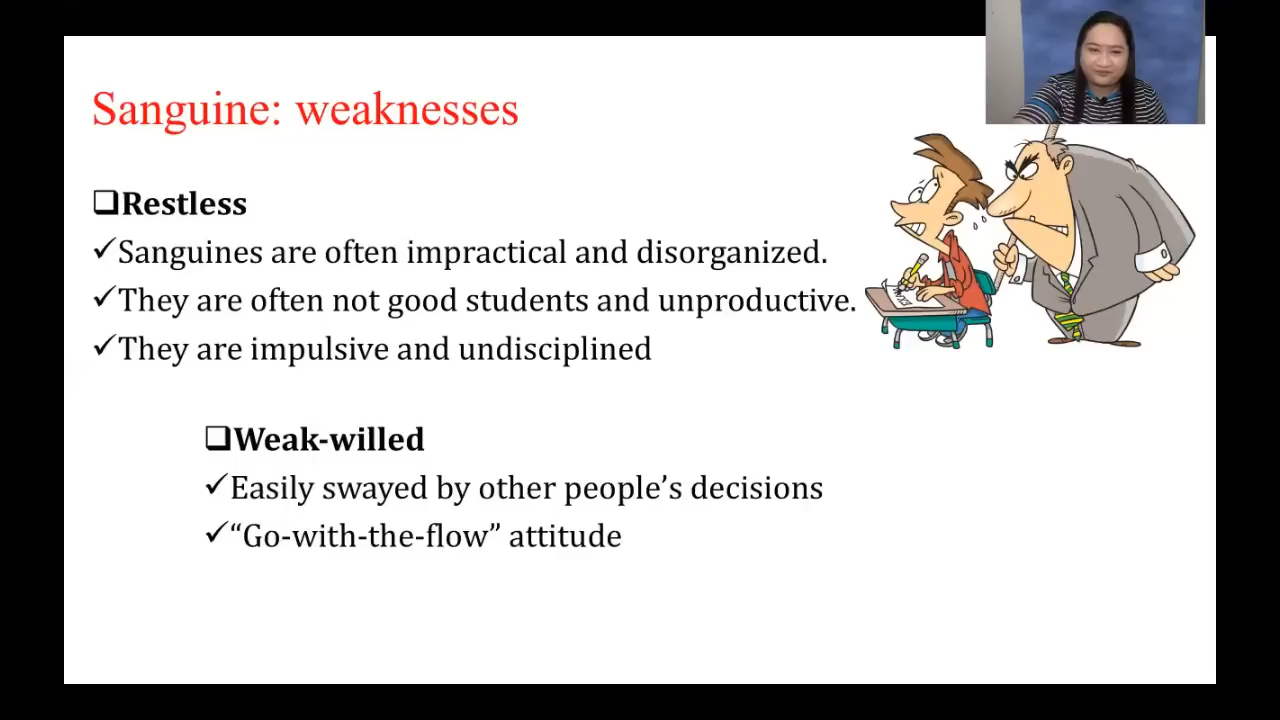 Sanguine: weaknesses
❑Restless
✓Sanguines are often impractical and disorganized.
✓They are often not good students and unproductive.
✓They are impulsive and undisciplined
❑Weak-willed
✓Easily swayed by other people’s decisions
✓“Go-with-the-flow” attitude